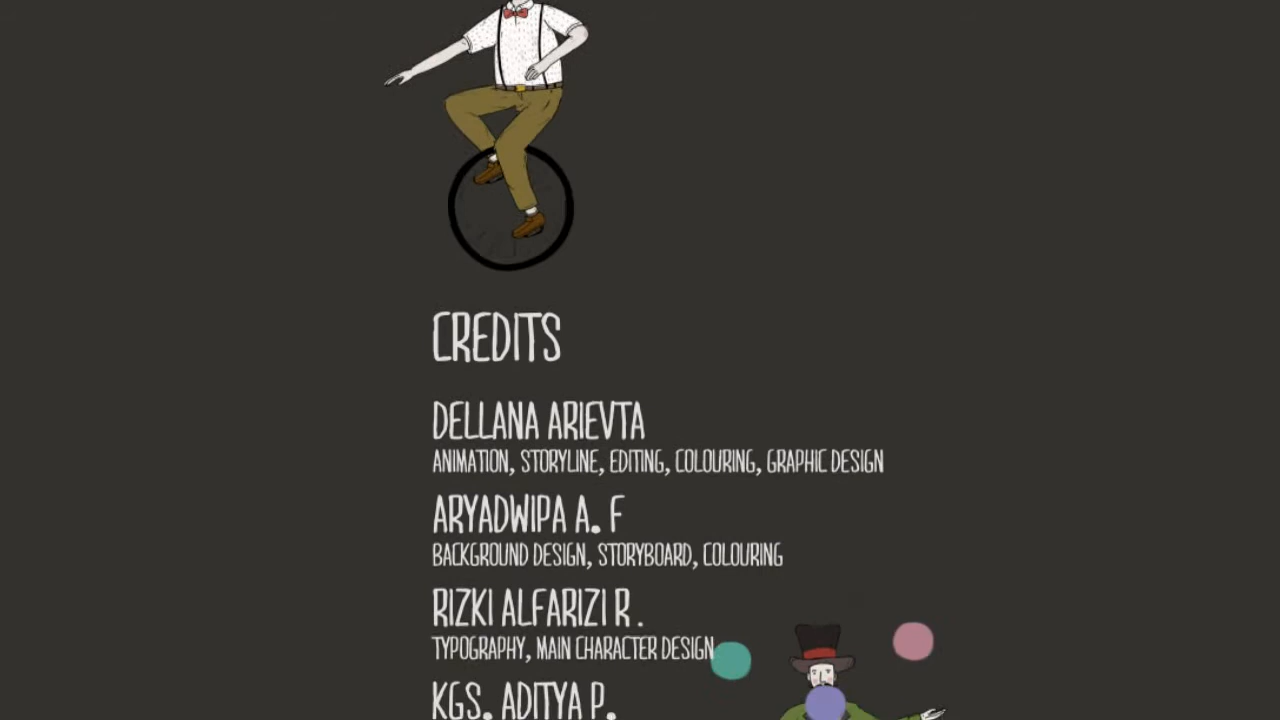 CREDITS
DELLANA ARIEVTA
ANIMATION, STORYLINE, EDITING, COLOURING, GRAPHIC DESIGN
ARYADWIPA A. F
BACKGROUND DESIGN, STORYBOARD, COLOURING
RIZKI ALFARIZI R.
TYPOGRAPHY, MAIN CHARACTER DESIGN
KGS. ADITYA P.